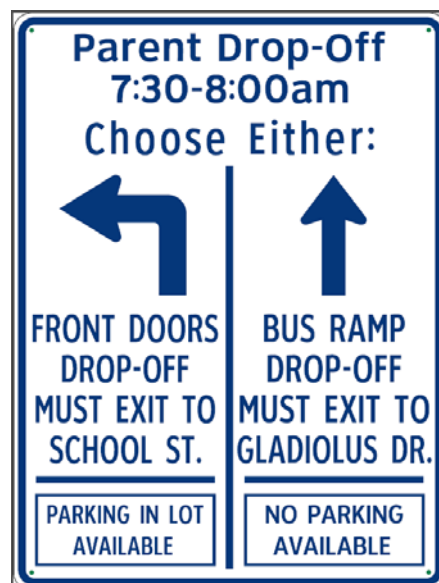 Parent Drop-Off
7:30-8:00am
Choose Either:
FRONT DOORS
DROP-OFF
MUST EXIT TO
SCHOOL ST.
PARKING IN LOT
AVAILABLE
BUS RAMP
DROP-OFF
MUST EXIT TO
GLADIOLUS DR.
NO PARKING
AVAILABLE